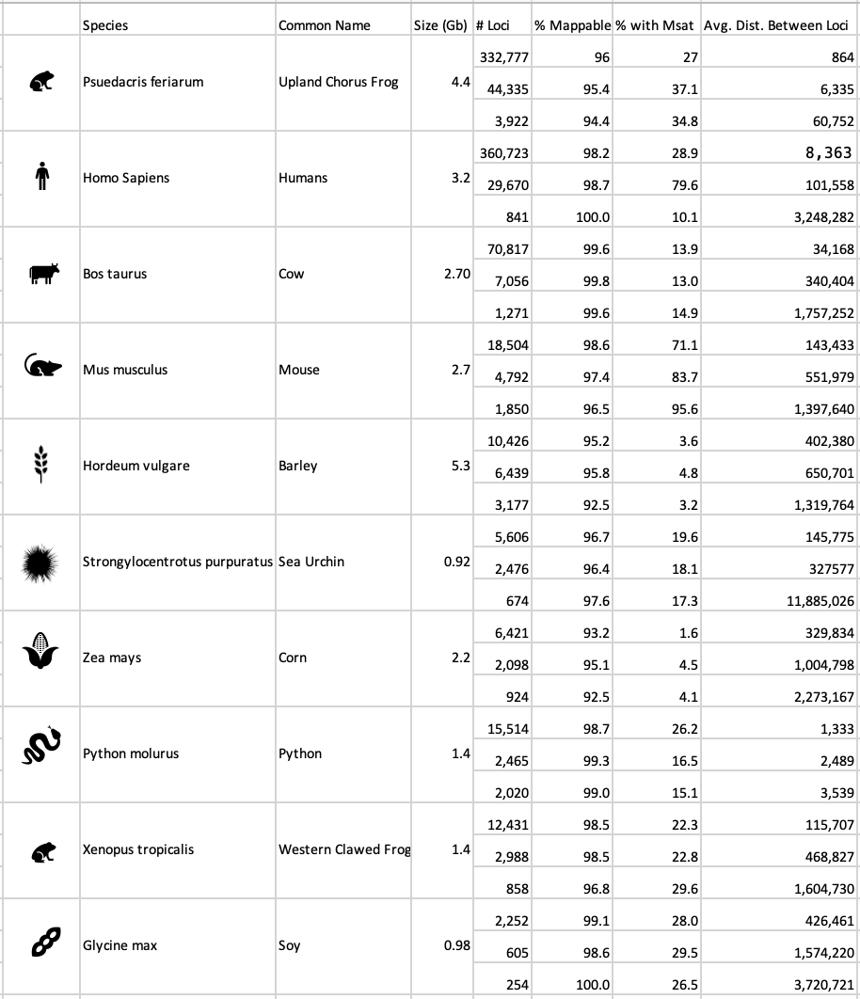 Species Common Name Size (Gb) # Loci % Mappable % with Msat Avg. Dist. Between Loci
332,777 96 27 864
Psuedacris feriarum Upland Chorus Frog 4.4 44,335 95.4 37.1 6,335
3,922 94.4 34.8 60,752
360,723 98.2 28.9 8,363
Homo Sapiens Humans 3.2 29,670 98.7 79.6 101,558
841 100.0 10.1 3,248,282
70,817 99.6 13.9 34,168
Bos taurus Cow 2.70 7,056 99.8 13.0 340,404
1,271 99.6 14.9 1,757,252
18,504 98.6 71.1 143,433
Mus musculus Mouse 2.7 4,792 97.4 83.7 551,979
1,850 96.5 95.6 1,397,640
10,426 95.2 3.6 402,380
Hordeum vulgare Barley 5.3 6,439 95.8 4.8 650,701
3,177 92.5 3.2 1,319,764
5,606 96.7 19.6 145,775
Strongylocentrotus purpuratus Sea Urchin 0.92 2,476 96.4 18.1 327577
674 97.6 17.3 11,885,026
6,421 93.2 1.6 329,834
Zea mays Corn 2.2 2,098 95.1 4.5 1,004,798
924 92.5 4.1 2,273,167
15,514 98.7 26.2 1,333
Python molurus Python 1.4 2,465 99.3 16.5 2,489
2,020 99.0 15.1 3,539
12,431 98.5 22.3 115,707
Xenopus tropicalis Western Clawed Frog 1.4 2,988 98.5 22.8 468,827
858 96.8 29.6 1,604,730
2,252 99.1 28.0 426,461
Glycine max Soy 0.98 605 98.6 29.5 1,574,220
254 100.0 26.5 3,720,721